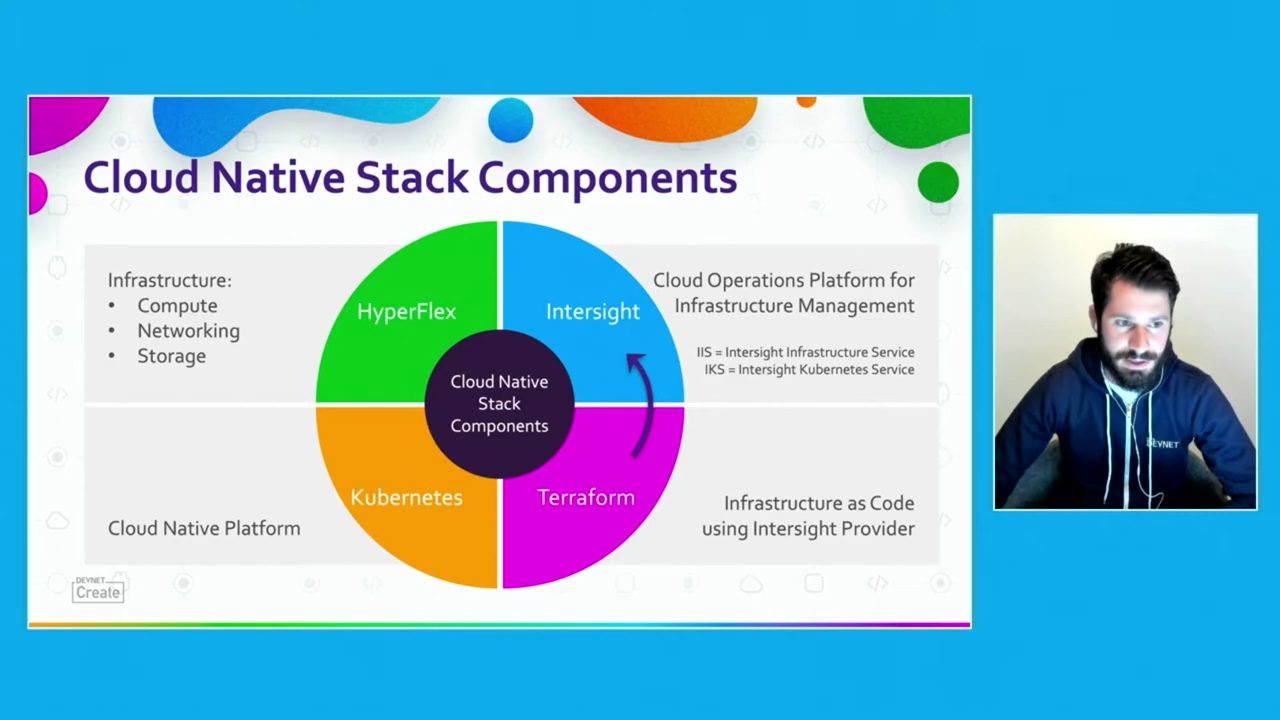 Cloud Native Stack Components
Infrastructure:
• Compute
• Networking
• Storage
HyperFlex
Intersight
Cloud Operations Platform for
Infrastructure Management
IIS = Intersight Infrastructure Service
IKS = Intersight Kubernetes Service
Cloud Native
Stack
Components
Kubernetes
Terraform
Cloud Native Platform
Infrastructure as Code
using Intersight Provider
DEVNET
Create
DEVNET